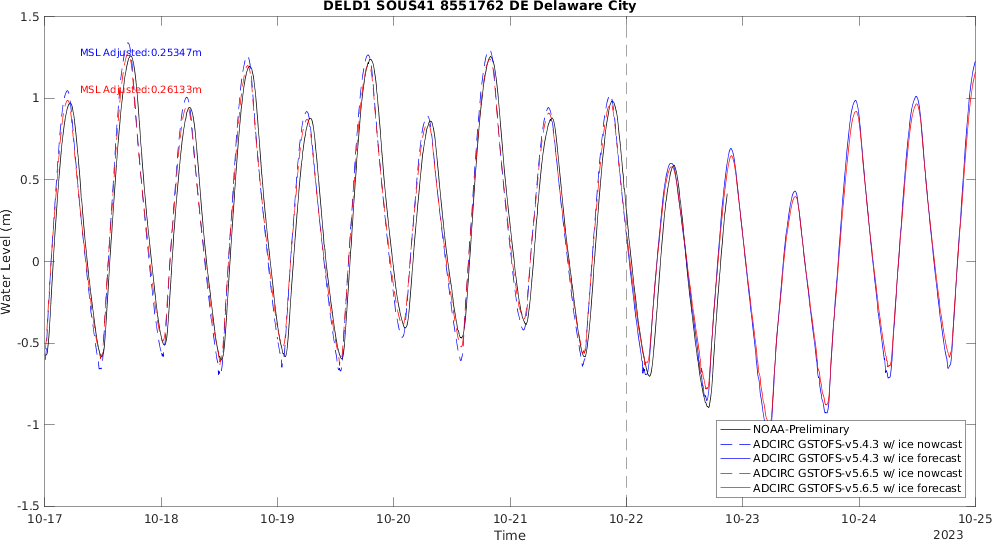 DELD1 SOUS41 8551762 DE Delaware City
1.5
MSL Adjusted:0.25347m
1
MSL Adjusted:0.26133m
0.5
Water Level (m)
0
-0.5
-1
-1.5
NOAA-Preliminary
ADCIRC GSTOFS-v5.4.3 w/ ice nowcast
ADCIRC GSTOFS-v5.4.3 w/ ice forecast
ADCIRC GSTOFS-v5.6.5 w/ ice nowcast
ADCIRC GSTOFS-v5.6.5 w/ ice forecast
10-17 10-18 10-19 10-20 10-21 10-22 10-23 10-24 10-25
Time
2023